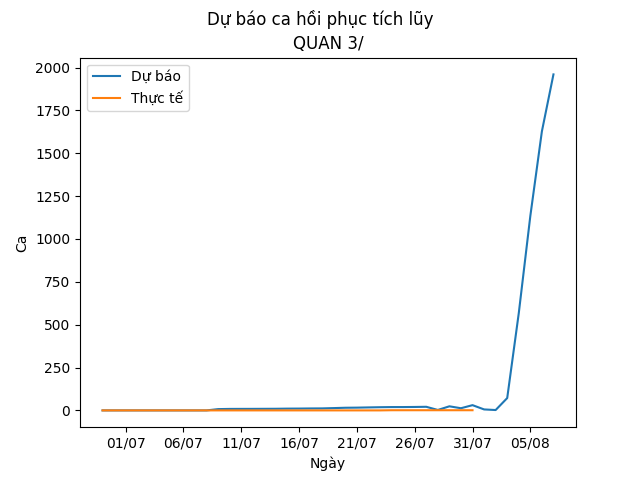 Dự báo ca hồi phục tích lũy
QUAN 3/
Dự báo
Thực tế
2000
1750
1500
1250
1000
750
500
250
0
Ca
01/07 06/07 11/07 16/07 21/07 26/07 31/07 05/08
Ngày